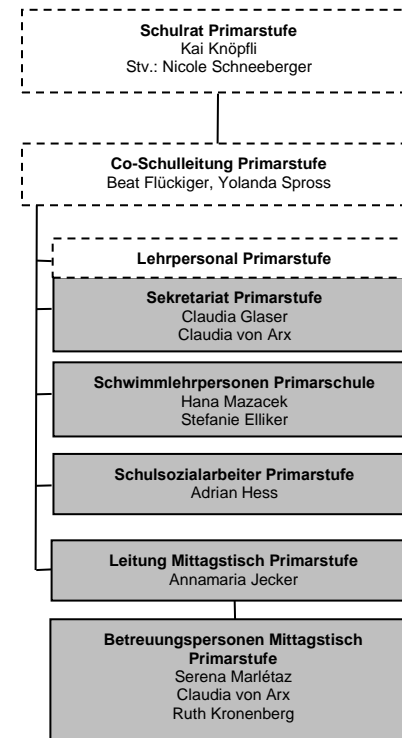 Schulrat Primarstufe
Kai Knöpfli
Stv.: Nicole Schneeberger
Co-Schulleitung Primarstufe
Beat Flückiger, Yolanda Spross
Lehrpersonal Primarstufe
Sekretariat Primarstufe
Claudia Glaser
Claudia von Arx
Schwimmlehrpersonen Primarschule
Hana Mazacek
Stefanie Elliker
Schulsozialarbeiter Primarstufe
Adrian Hess
Leitung Mittagstisch Primarstufe
Annamaria Jecker
Betreuungspersonen Mittagstisch
Primarstufe
Serena Marlétaz
Claudia von Arx
Ruth Kronenberg